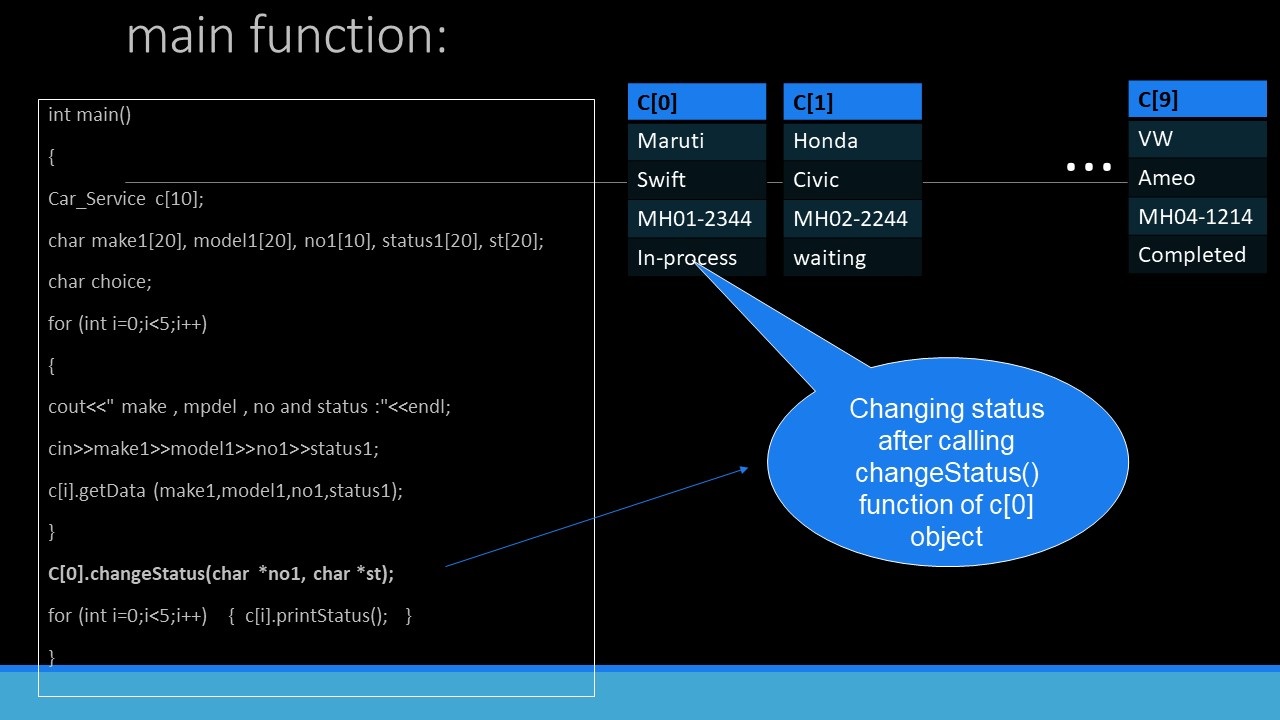 main function:
int main()
{
Car_Service c[10];
char make1[20], model1[20], no1[10], status1[20], st[20];
char choice;
for (int i=0;i<5;i++)
{
cout<<" make , mpdel , no and status :"<<endl;
cin>>make1>>model1>>no1>>status1;
c[i].getData (make1,model1,no1,status1);
}
C[0].changeStatus(char *no1, char *st);
for (int i=0;i<5;i++) { c[i].printStatus(); }
}
C[0]
Maruti
Swift
MH01-2344
In-process
C[1]
Honda
Civic
MH02-2244
waiting
...
C[9]
VW
Ameo
MH04-1214
Completed
Changing status
after calling
changeStatus()
function of c[0]
object